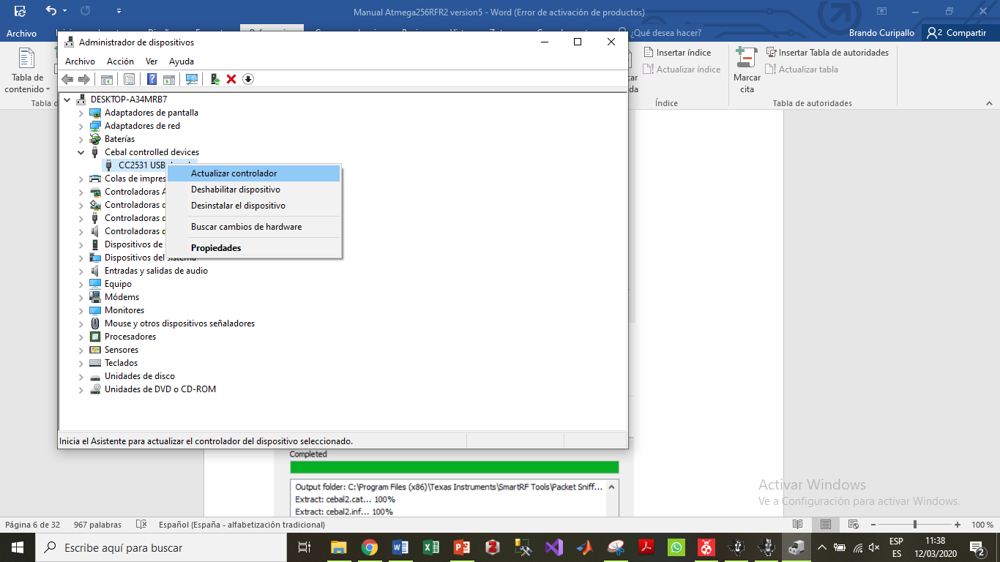 Manual Atmega256RFR2 version5 - Word (Error de activación de productos)
Archivo
¿Qué desea hacer?
Brando Curipallo
2 Compartir
Tabla de
contenido
Insertar índice
Actualizar índice
Índice
Marcar
cita
Insertar Tabla de autoridades
Actualizar tabla
Tabla de autoridades
Administrador de dispositivos
Archivo Acción Ver Ayuda
DESKTOP-A34MRB7
Adaptadores de pantalla
Adaptadores de red
Baterías
Cebal controlled devices
CC2531 USB
Colas de impres
Controladoras A
Controladoras d
Controladoras d
Controladoras d
Dispositivos de
Dispositivos del sistema
Entradas y salidas de audio
Equipo
Módems
Monitores
Mouse y otros dispositivos señaladores
Procesadores
Sensores
Teclados
Unidades de disco
Unidades de DVD o CD-ROM
Actualizar controlador
Deshabilitar dispositivo
Desinstalar el dispositivo
Buscar cambios de hardware
Propiedades
Inicia el Asistente para actualizar el controlador del dispositivo seleccionado.
Completed
Output folder: C:\Program Files (x86)\Texas Instruments\SmartRF Tools\Packet Sniff...
Extract: cebal2.cat... 100%
Extract: cebal2.inf... 100%
Activar Windows
Ve a Configuración para activar Windows.
Página 6 de 32 967 palabras Español (España - alfabetización tradicional)
100 %
Escribe aquí para buscar
ESP
ES
11:38
12/03/2020
2